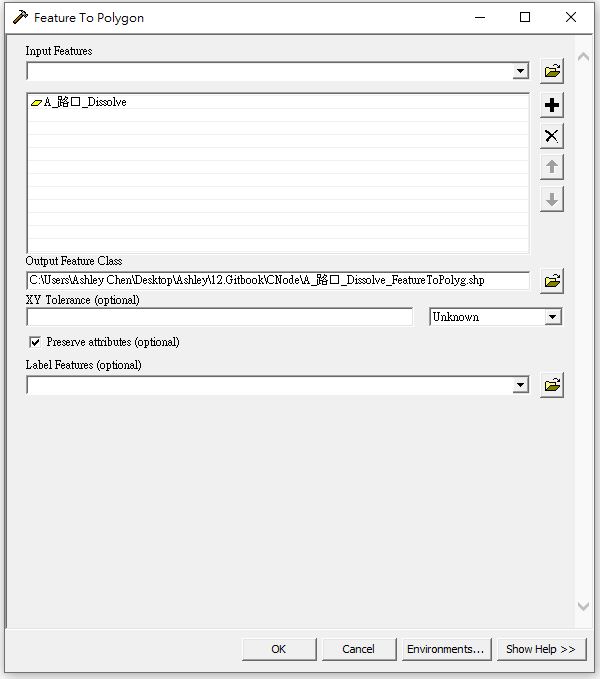 Feature To Polygon
Input Features
A_路口_Dissolve
Output Feature Class
C:\Users\Ashley Chen\Desktop\Ashley\12.Gitbook\CNode\A_路口_Dissolve_FeatureToPolyg.shp
XY Tolerance (optional)
Unknown
Preserve attributes (optional)
Label Features (optional)
OK
Cancel
Environments...
Show Help >>